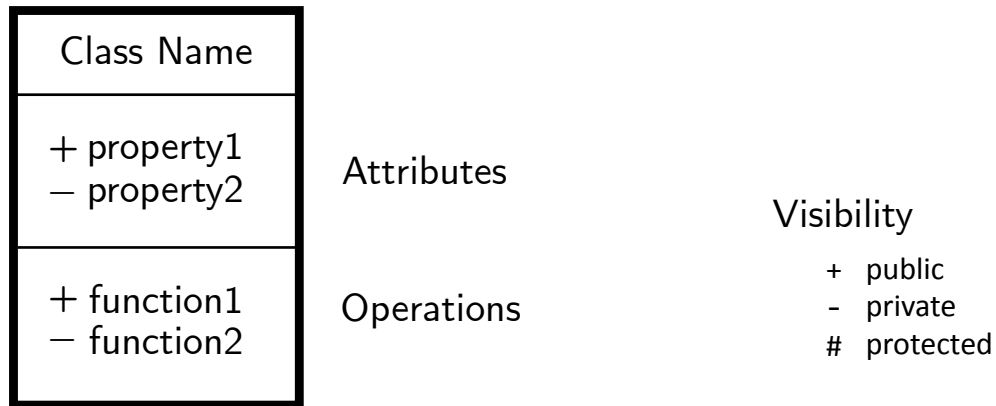 Class Name
+ property1
− property2
Attributes
+ function1
− function2
Operations
Visibility
+ public
- private
# protected